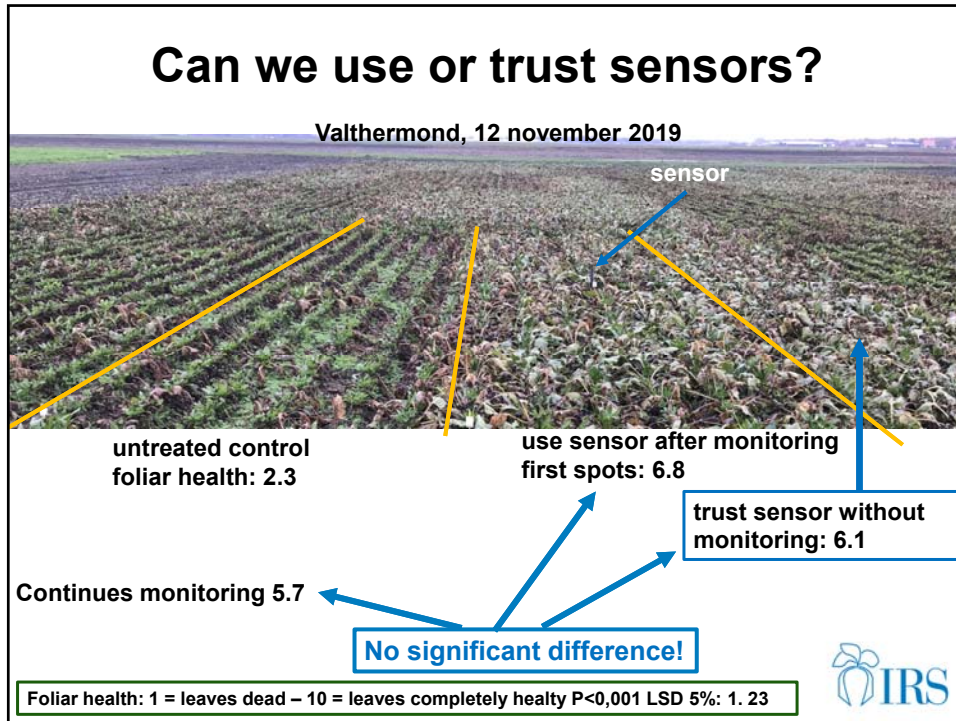 Can we use or trust sensors?
Valthermond, 12 november 2019
sensor
untreated control
foliar health: 2.3
use sensor after monitoring
first spots: 6.8
trust sensor without
monitoring: 6.1
Continues monitoring 5.7
No significant difference!
Foliar health: 1 = leaves dead – 10 = leaves completely healty P<0,001 LSD 5%: 1. 23
IRS